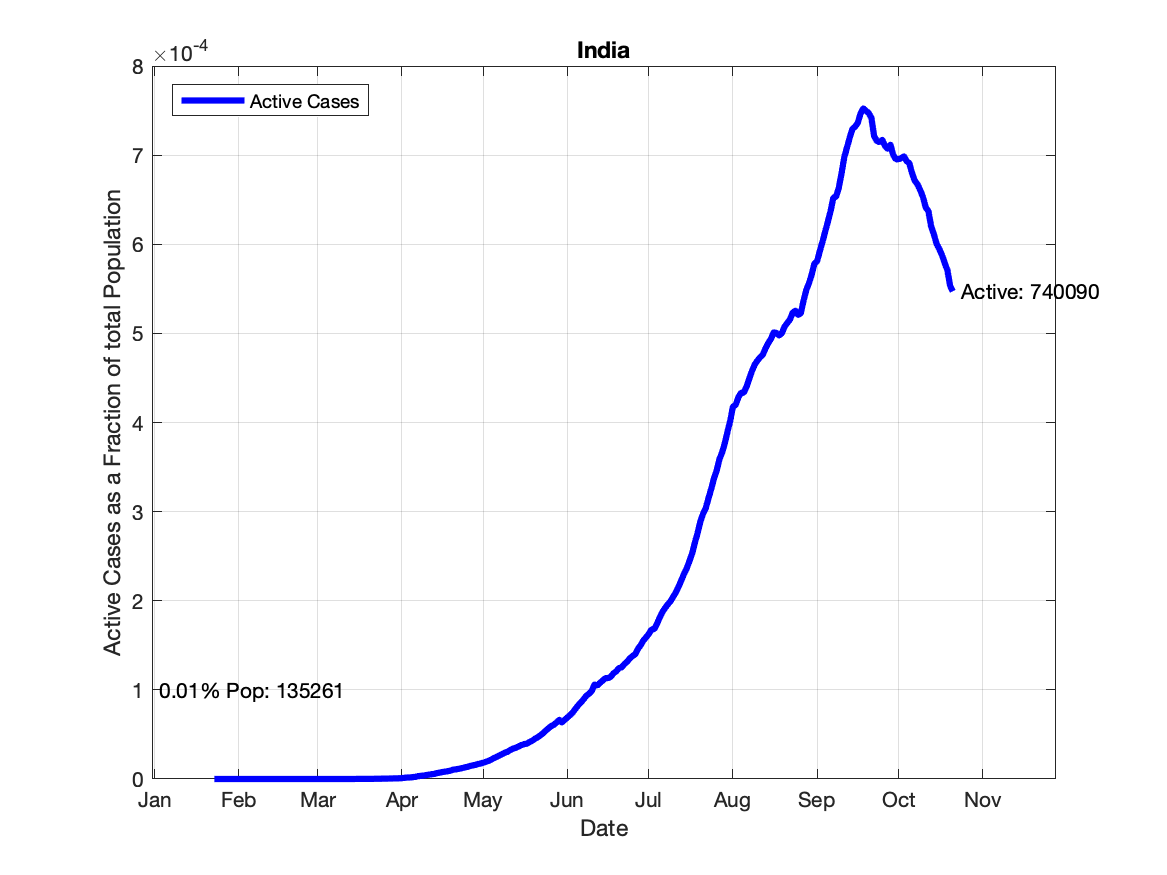 India
×10⁻⁴
Active Cases
8
7
6
5
4
3
2
1
0
Active Cases as a Fraction of total Population
Active: 740090
0.01% Pop: 135261
Jan Feb Mar Apr May Jun Jul Aug Sep Oct Nov
Date